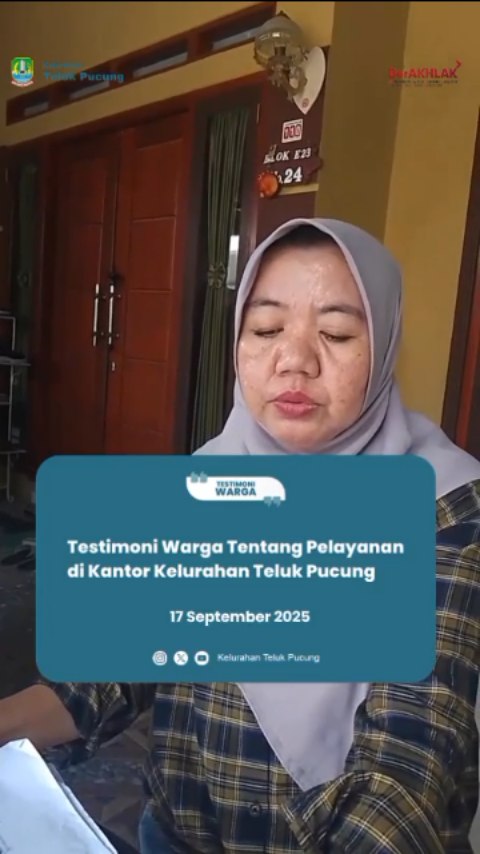 Teluk Pucung
BerAKHLAK
BLOK E23
No.24
TESTIMONI
WARGA
Testimoni Warga Tentang Pelayanan
di Kantor Kelurahan Teluk Pucung
17 September 2025
Kelurahan Teluk Pucung